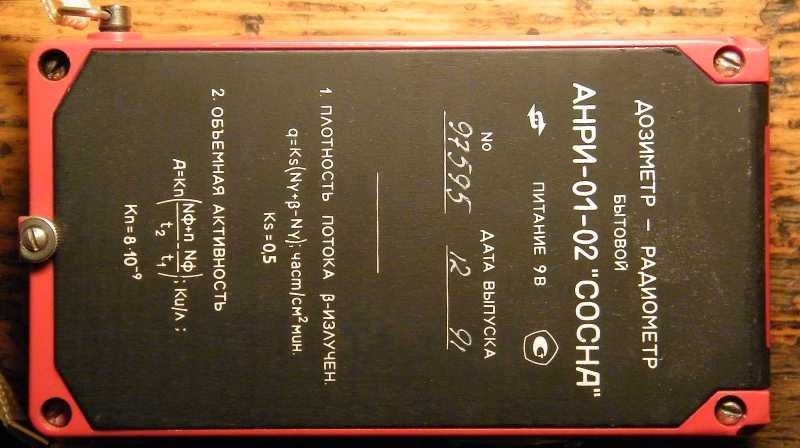 ДОЗИМЕТР – РАДИОМЕТР
БЫТОВОЙ
АНРИ-01-02 "СОСНА"
ПИТАНИЕ 9В
№ ДАТА ВЫПУСКА
97595 12 91
1. ПЛОТНОСТЬ ПОТОКА β-ИЗЛУЧЕН.
q=Ks(Nγ+β-Nγ); част/см² мин.
Ks=0,5
2. ОБЪЕМНАЯ АКТИВНОСТЬ
A=Kп(Nф+п/t₂ - Nф/t₁); Ku/л;
Kп=8·10⁻⁹